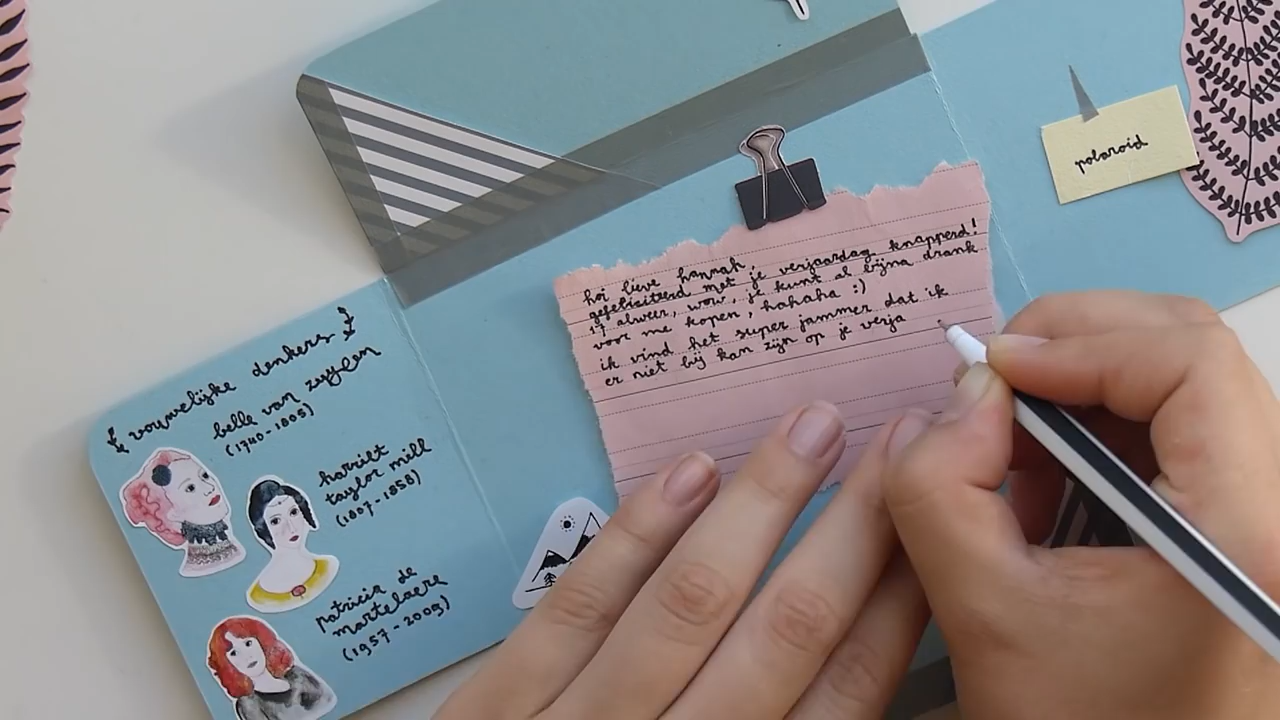 vrouwelijke denkers
belle van zuylen
(1740-1805)
harriet
taylor mill
(1807-1858)
patricia de
martelaere
(1957-2009)
hoi lieve hannah,
gefeliciteerd met je verjaardag knapperd!
17 alweer, wow, je kunt al bijna drank
voor me kopen, hahaha :)
ik vind het super jammer dat ik
er niet bij kan zijn op je verja
polaroid